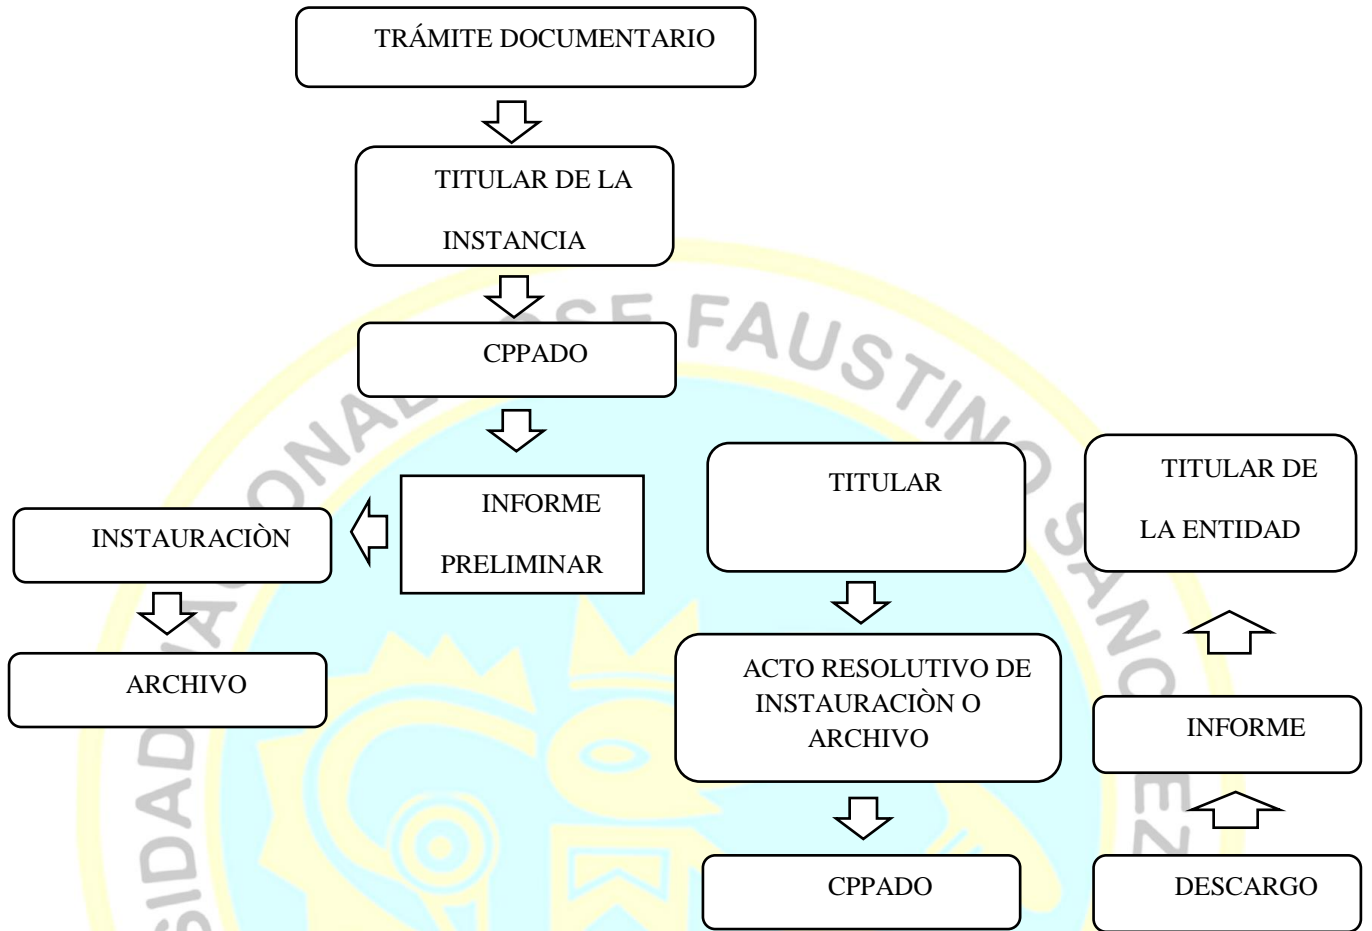 TRÁMITE DOCUMENTARIO
TITULAR DE LA
INSTANCIA
CPPADO
INFORME
PRELIMINAR
INSTAURACIÒN
ARCHIVO
TITULAR
ACTO RESOLUTIVO DE
INSTAURACIÒN O
ARCHIVO
CPPADO
TITULAR DE
LA ENTIDAD
INFORME
DESCARGO
FAUSTINO